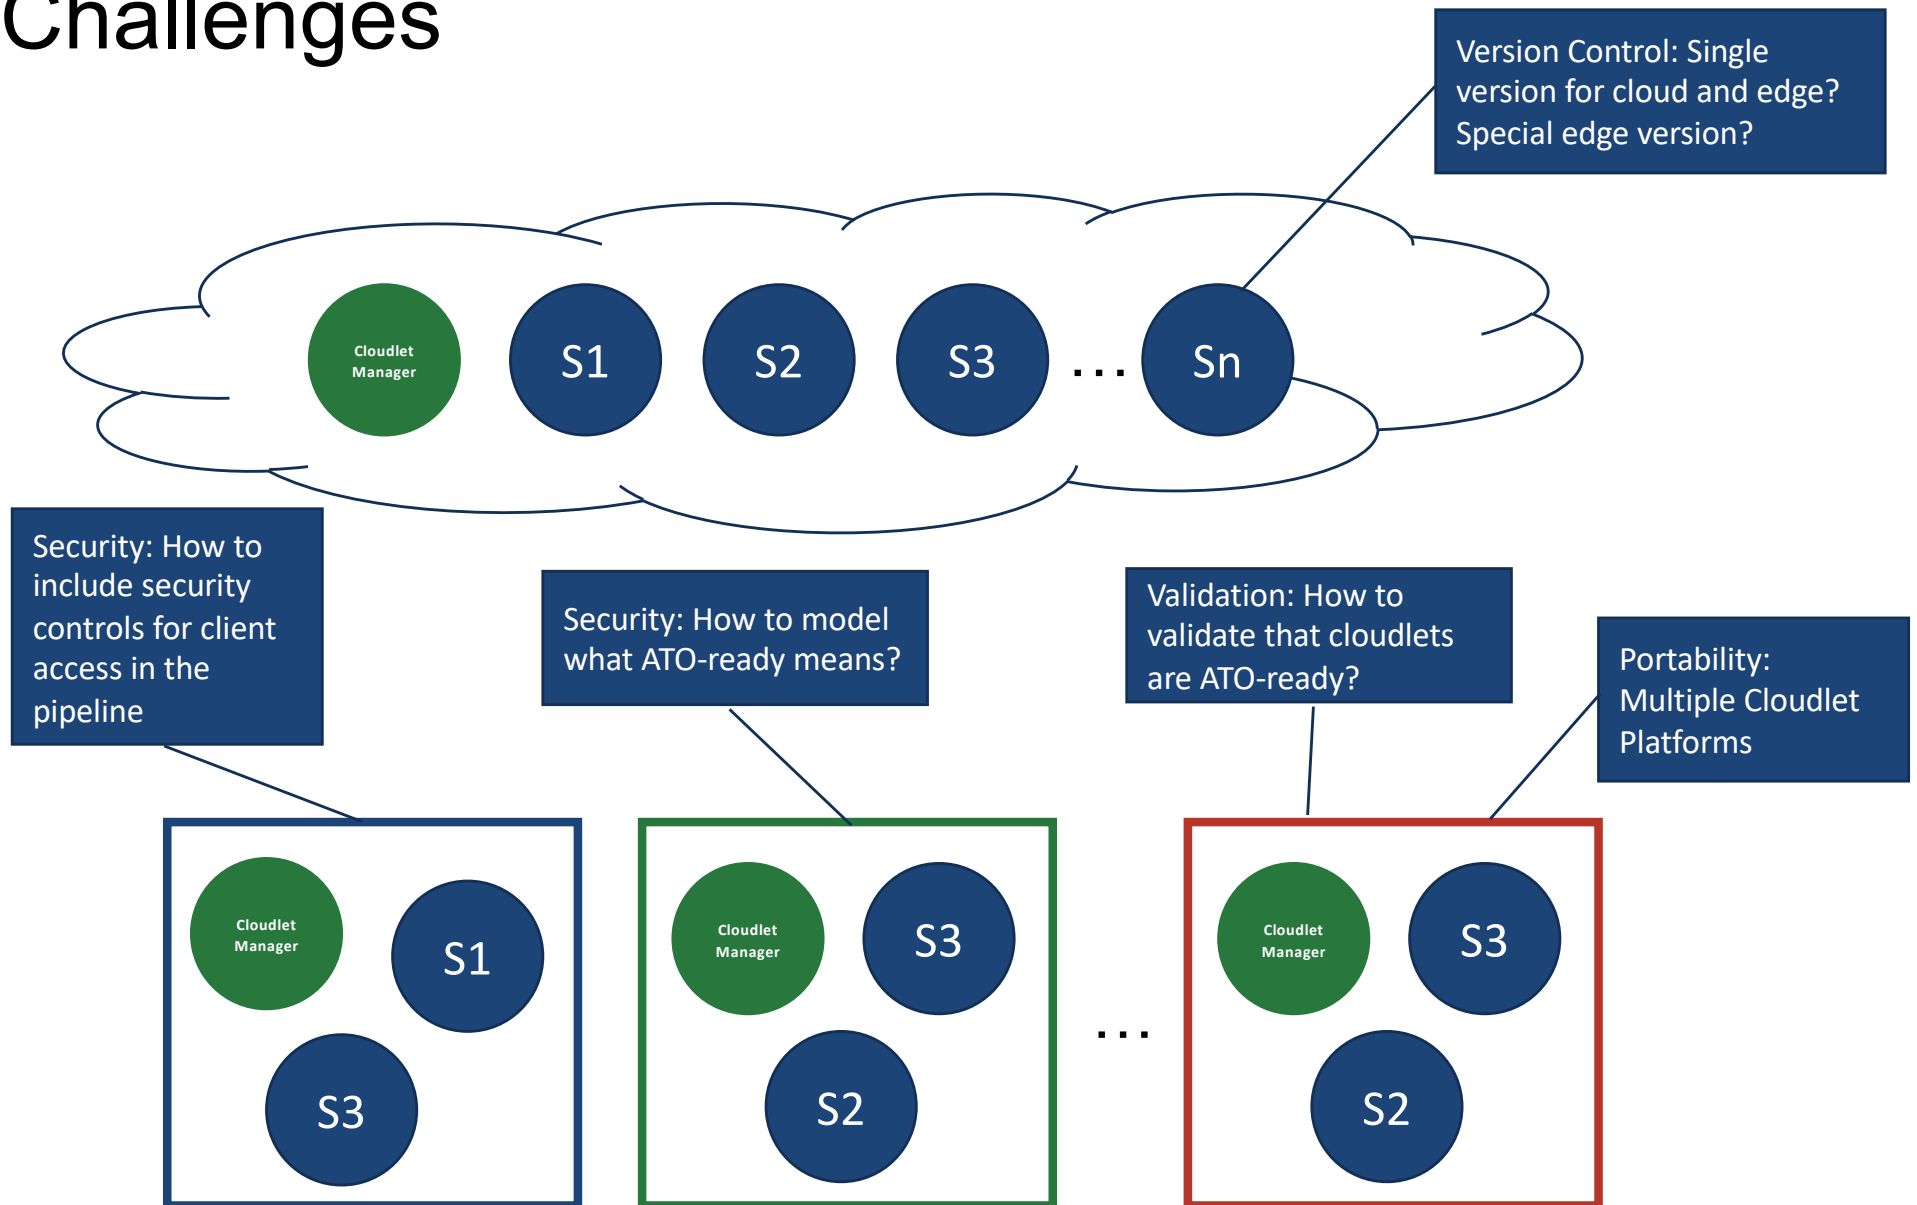 Challenges
Version Control: Single
version for cloud and edge?
Special edge version?
Cloudlet
Manager
S1
S2
S3
...
Sn
Security: How to
include security
controls for client
access in the
pipeline
Security: How to model
what ATO-ready means?
Validation: How to
validate that cloudlets
are ATO-ready?
Portability:
Multiple Cloudlet
Platforms
Cloudlet
Manager
S1
S3
Cloudlet
Manager
S3
S2
...
Cloudlet
Manager
S3
S2